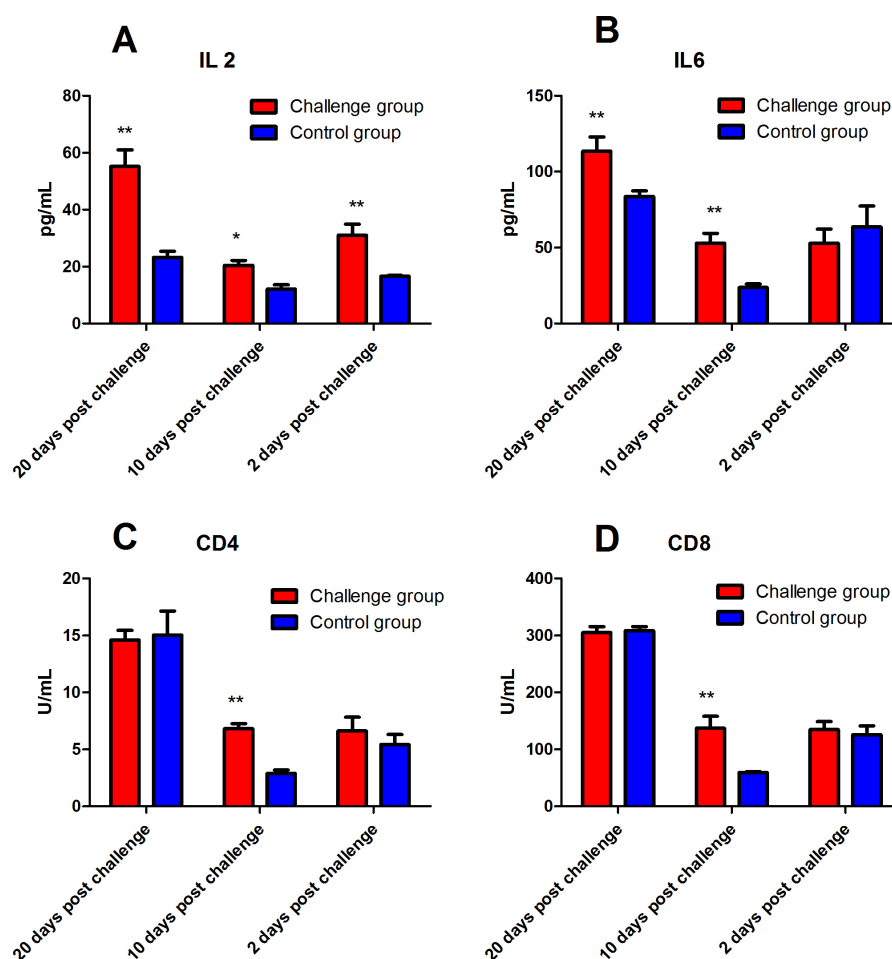 A
IL 2
80
60
40
20
0
pg/mL
**
*
**
Challenge group
Control group
20 days post challenge
10 days post challenge
2 days post challenge
B
IL6
150
100
50
0
pg/mL
**
**
Challenge group
Control group
20 days post challenge
10 days post challenge
2 days post challenge
C
CD4
20
15
10
5
0
U/mL
**
Challenge group
Control group
20 days post challenge
10 days post challenge
2 days post challenge
D
CD8
400
300
200
100
0
U/mL
**
Challenge group
Control group
20 days post challenge
10 days post challenge
2 days post challenge